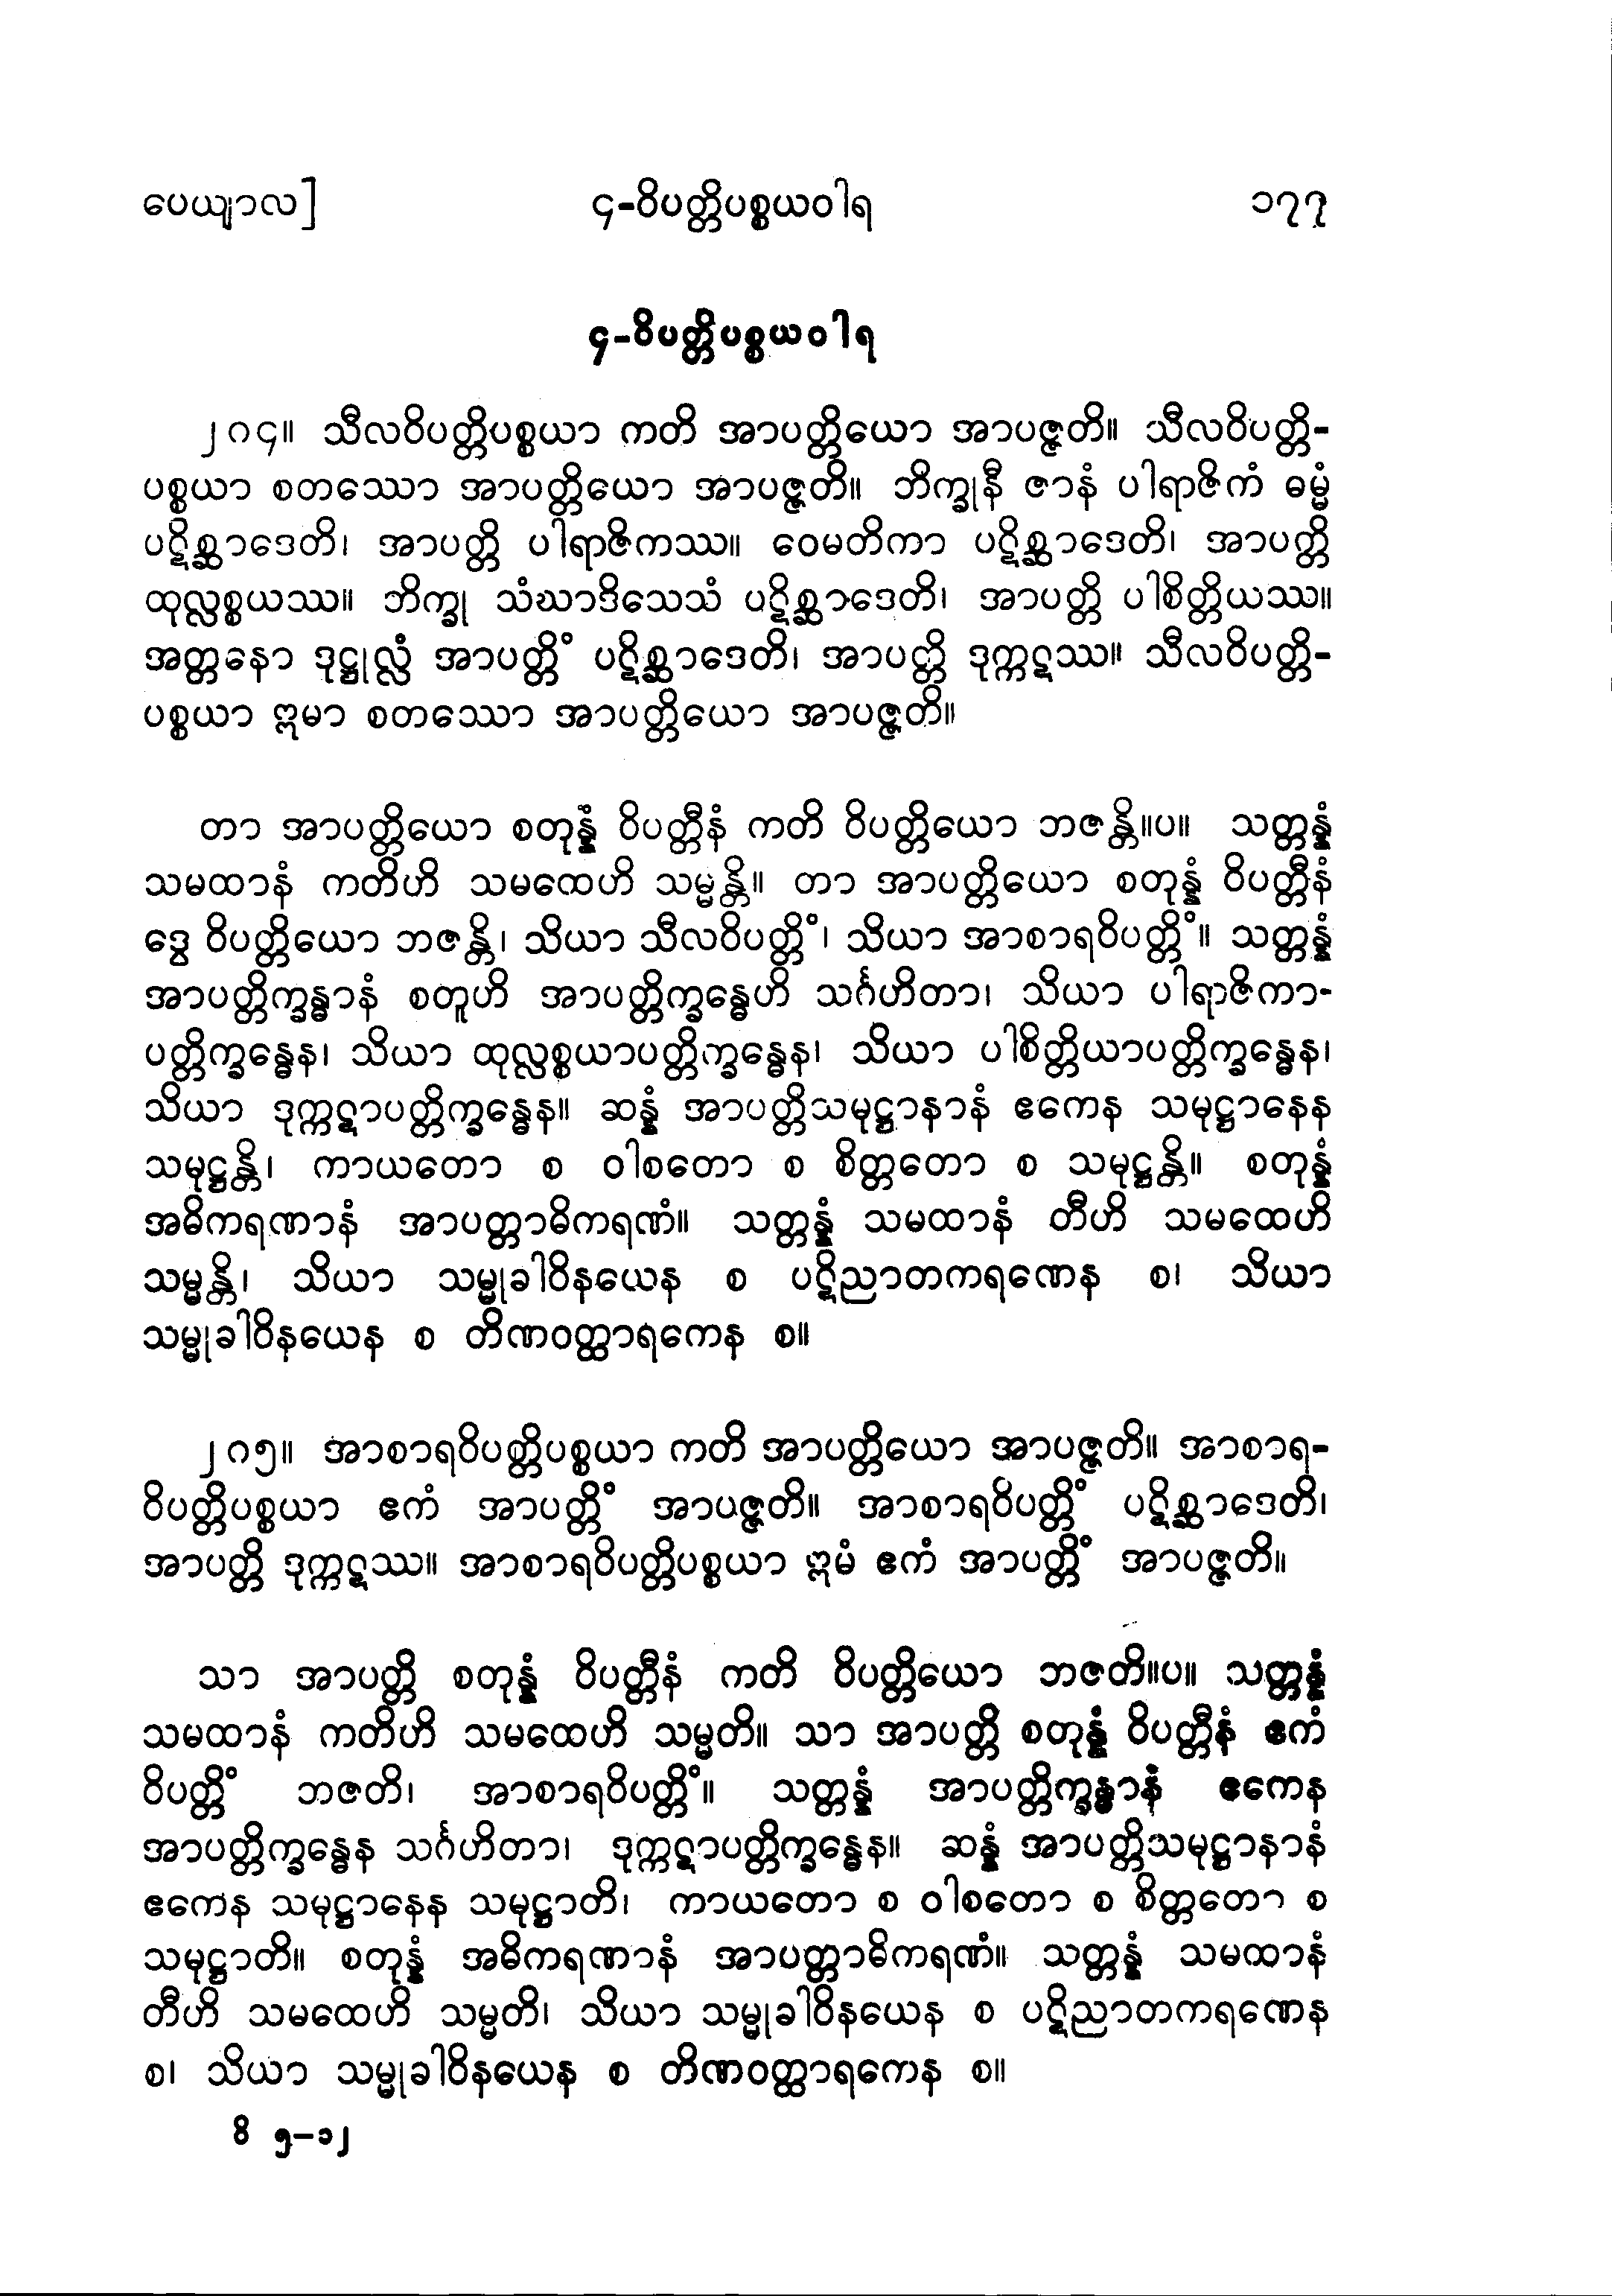 ပေယျာလ] ၄-ဝိပတ္တိပစ္စယဝါရ ၁၇၇
၄-ဝိပတ္တိပစ္စယဝါရ
၂၈၄။ သီလဝိပတ္တိပစ္စယာ ကတိ အာပတ္တိယော အာပဇ္ဇတိ။ သီလဝိပတ္တိ-
ပစ္စယာ စတဿော အာပတ္တိယော အာပဇ္ဇတိ။ ဘိက္ခုနီ ဇာနံ ပါရာဇိကံ ဓမ္မံ
ပဋိစ္ဆာဒေတိ၊ အာပတ္တိ ပါရာဇိကဿ။ ဝေမတိကာ ပဋိစ္ဆာဒေတိ၊ အာပတ္တိ
ထုလ္လစ္စယဿ။ ဘိက္ခု သံဃာဒိသေသံ ပဋိစ္ဆာဒေတိ၊ အာပတ္တိ ပါစိတ္တိယဿ။
အတ္တနော ဒုဋ္ဌုလ္လံ အာပတ္တိံ ပဋိစ္ဆာဒေတိ၊ အာပတ္တိ ဒုက္ကဋဿ။ သီလဝိပတ္တိ-
ပစ္စယာ ဣမာ စတဿော အာပတ္တိယော အာပဇ္ဇတိ။
တာ အာပတ္တိယော စတုန္နံ ဝိပတ္တီနံ ကတိ ဝိပတ္တိယော ဘဇန္တိ။ပ။ သတ္တန္နံ
သမထာနံ ကတိဟိ သမထေဟိ သမ္မန္တိ။ တာ အာပတ္တိယော စတုန္နံ ဝိပတ္တီနံ
ဒွေ ဝိပတ္တိယော ဘဇန္တိ၊ သိယာ သီလဝိပတ္တိံ၊ သိယာ အာစာရဝိပတ္တိံ။ သတ္တန္နံ
အာပတ္တိက္ခန္ဓာနံ စတူဟိ အာပတ္တိက္ခန္ဓေဟိ သင်္ဂဟိတာ၊ သိယာ ပါရာဇိကာ-
ပတ္တိက္ခန္ဓေန၊ သိယာ ထုလ္လစ္စယာပတ္တိက္ခန္ဓေန၊ သိယာ ပါစိတ္တိယာပတ္တိက္ခန္ဓေန၊
သိယာ ဒုက္ကဋာပတ္တိက္ခန္ဓေန။ ဆန္နံ အာပတ္တိသမုဋ္ဌာနာနံ ဧကေန သမုဋ္ဌာနေန
သမုဋ္ဌန္တိ၊ ကာယတော စ ဝါစတော စ စိတ္တတော စ သမုဋ္ဌန္တိ။ စတုန္နံ
အဓိကရဏာနံ အာပတ္တာဓိကရဏံ။ သတ္တန္နံ သမထာနံ တီဟိ သမထေဟိ
သမ္မန္တိ၊ သိယာ သမ္မုခါဝိနယေန စ ပဋိညာတကရဏေန စ၊ သိယာ
သမ္မုခါဝိနယေန စ တိဏဝတ္ထာရကေန စ။
၂၈၅။ အာစာရဝိပတ္တိပစ္စယာ ကတိ အာပတ္တိယော အာပဇ္ဇတိ။ အာစာရ-
ဝိပတ္တိပစ္စယာ ဧကံ အာပတ္တိံ အာပဇ္ဇတိ။ အာစာရဝိပတ္တိံ ပဋိစ္ဆာဒေတိ၊
အာပတ္တိ ဒုက္ကဋဿ။ အာစာရဝိပတ္တိပစ္စယာ ဣမံ ဧကံ အာပတ္တိံ အာပဇ္ဇတိ။
သာ အာပတ္တိ စတုန္နံ ဝိပတ္တီနံ ကတိ ဝိပတ္တိယော ဘဇတိ။ပ။ သတ္တန္နံ
သမထာနံ ကတိဟိ သမထေဟိ သမ္မတိ။ သာ အာပတ္တိ စတုန္နံ ဝိပတ္တီနံ ဧကံ
ဝိပတ္တိံ ဘဇတိ၊ အာစာရဝိပတ္တိံ။ သတ္တန္နံ အာပတ္တိက္ခန္ဓာနံ ဧကေန
အာပတ္တိက္ခန္ဓေန သင်္ဂဟိတာ၊ ဒုက္ကဋာပတ္တိက္ခန္ဓေန။ ဆန္နံ အာပတ္တိသမုဋ္ဌာနာနံ
ဧကေန သမုဋ္ဌာနေန သမုဋ္ဌာတိ၊ ကာယတော စ ဝါစတော စ စိတ္တတော စ
သမုဋ္ဌာတိ။ စတုန္နံ အဓိကရဏာနံ အာပတ္တာဓိကရဏံ။ သတ္တန္နံ သမထာနံ
တီဟိ သမထေဟိ သမ္မတိ၊ သိယာ သမ္မုခါဝိနယေန စ ပဋိညာတကရဏေန
စ၊ သိယာ သမ္မုခါဝိနယေန စ တိဏဝတ္ထာရကေန စ။
ဝိ ၅-၁၂